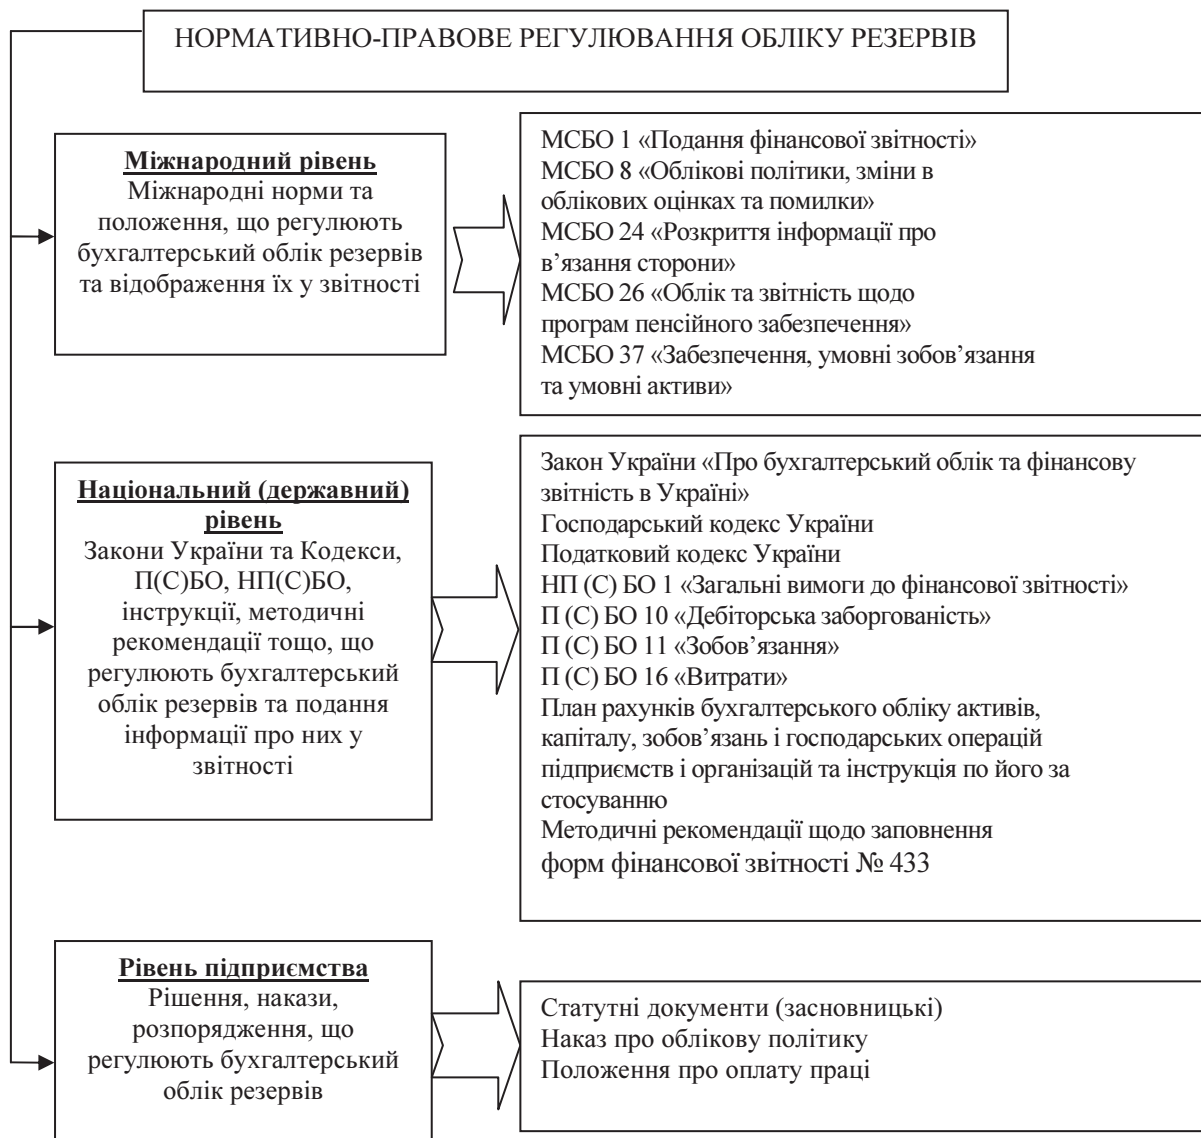 НОРМАТИВНО-ПРАВОВЕ РЕГУЛЮВАННЯ ОБЛІКУ РЕЗЕРВІВ
Міжнародний рівень
Міжнародні норми та
положення, що регулюють
бухгалтерський облік резервів
та відображення їх у звітності
МСБО 1 «Подання фінансової звітності»
МСБО 8 «Облікові політики, зміни в
облікових оцінках та помилки»
МСБО 24 «Розкриття інформації про
в’язання сторони»
МСБО 26 «Облік та звітність щодо
програм пенсійного забезпечення»
МСБО 37 «Забезпечення, умовні зобов’язання
та умовні активи»
Національний (державний)
рівень
Закони України та Кодекси,
П(С)БО, НП(С)БО,
інструкції, методичні
рекомендації тощо, що
регулюють бухгалтерський
облік резервів та подання
інформації про них у
звітності
Закон України «Про бухгалтерський облік та фінансову
звітність в Україні»
Господарський кодекс України
Податковий кодекс України
НП (С) БО 1 «Загальні вимоги до фінансової звітності»
П (С) БО 10 «Дебіторська заборгованість»
П (С) БО 11 «Зобов’язання»
П (С) БО 16 «Витрати»
План рахунків бухгалтерського обліку активів,
капіталу, зобов’язань і господарських операцій
підприємств і організацій та інструкція по його за
стосуванню
Методичні рекомендації щодо заповнення
форм фінансової звітності № 433
Рівень підприємства
Рішення, накази,
розпорядження, що
регулюють бухгалтерський
облік резервів
Статутні документи (засновницькі)
Наказ про облікову політику
Положення про оплату праці